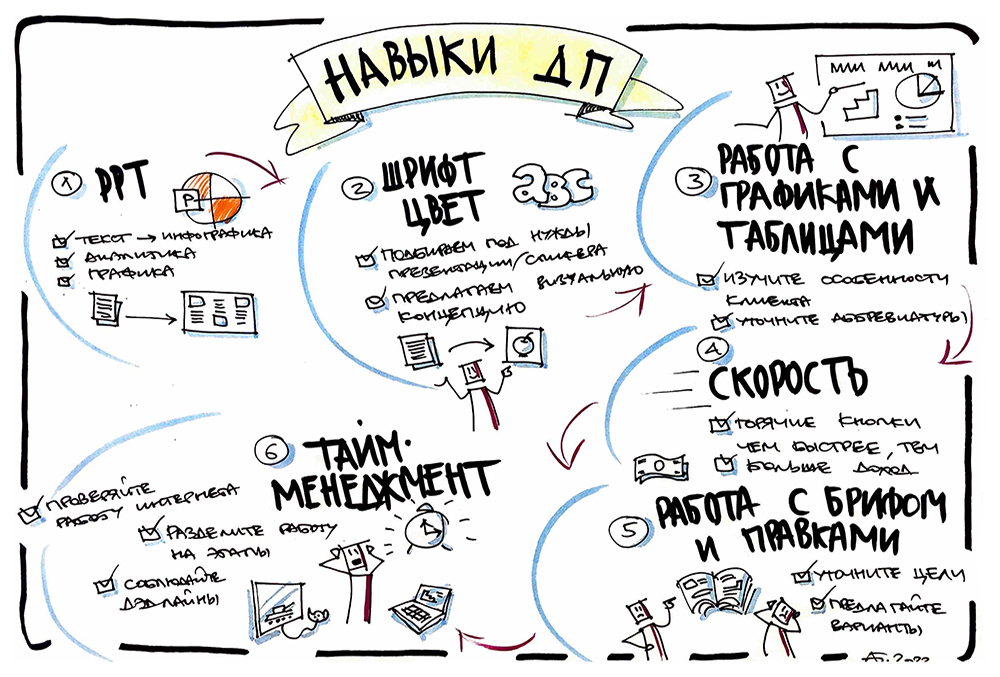 НАВЫКИ ДП
1 PPT
P
ТЕКСТ → ИНФОГРАФИКА
АНАЛИТИКА
ГРАФИКА
2 ШРИФТ
ЦВЕТ
abc
ПОДБИРАЕМ ПОД НУЖДЫ
ПРЕЗЕНТАЦИИ/СПИКЕРА
ПРЕДЛАГАЕМ ВИЗУАЛЬНУЮ
КОНЦЕПЦИЮ
3 РАБОТА С
ГРАФИКАМИ И
ТАБЛИЦАМИ
ИЗУЧИТЕ ОСОБЕННОСТИ
КЛИЕНТА
УТОЧНИТЕ АББРЕВИАТУРЫ
4
СКОРОСТЬ
ГОРЯЧИЕ КНОПКИ
ЧЕМ БЫСТРЕЕ, ТЕМ
БОЛЬШЕ ДОХОД
5 РАБОТА С БРИФОМ
И ПРАВКАМИ
УТОЧНИТЕ ЦЕЛИ
ПРЕДЛАГАЙТЕ
ВАРИАНТЫ
6 ТАЙМ-
МЕНЕДЖМЕНТ
ПРОВЕРЯЙТЕ
РАБОТУ ИНТЕРНЕТА
РАЗДЕЛИТЕ РАБОТУ
НА ЭТАПЫ
СОБЛЮДАЙТЕ
ДЭДЛАЙНЫ